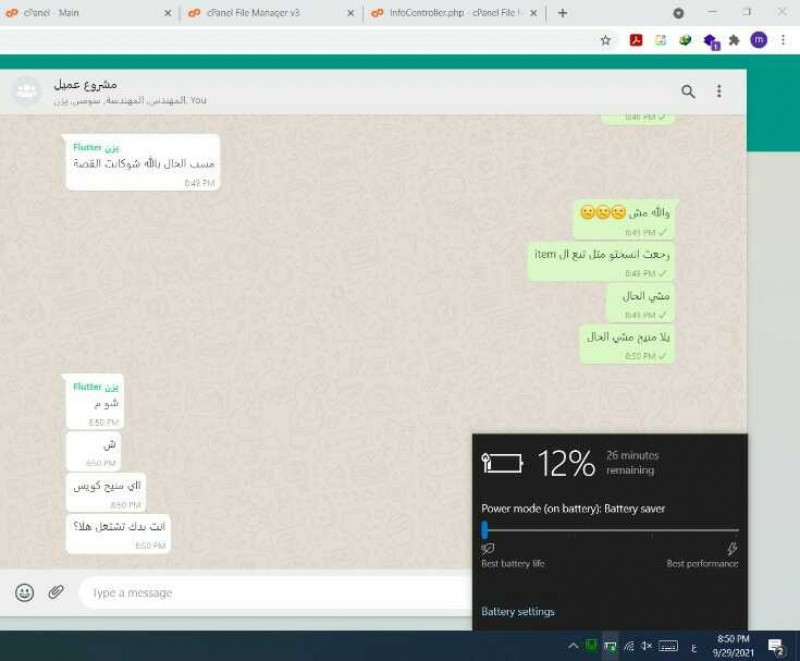 cPanel - Main
cPanel File Manager v3
InfoController.php - cPanel File
مشروع عميل
المهندس, المهندسة, سوسن, يزن, You
8:48 PM
يزن Flutter
مسب الحال بالله شوكانت القصة
8:49 PM
والله مش
8:49 PM
رجعت انسختو متل تبع ال item
8:49 PM
مشي الحال
8:49 PM
يلا منيح مشي الحال
8:50 PM
يزن Flutter
شو م
8:50 PM
ش
8:50 PM
ااي منيح كويس
8:50 PM
انت بدك تشتغل هلا؟
8:50 PM
Type a message
12%
26 minutes
remaining
Power mode (on battery): Battery saver
Best battery life
Best performance
Battery settings
ع
8:50 PM
9/29/2021
2